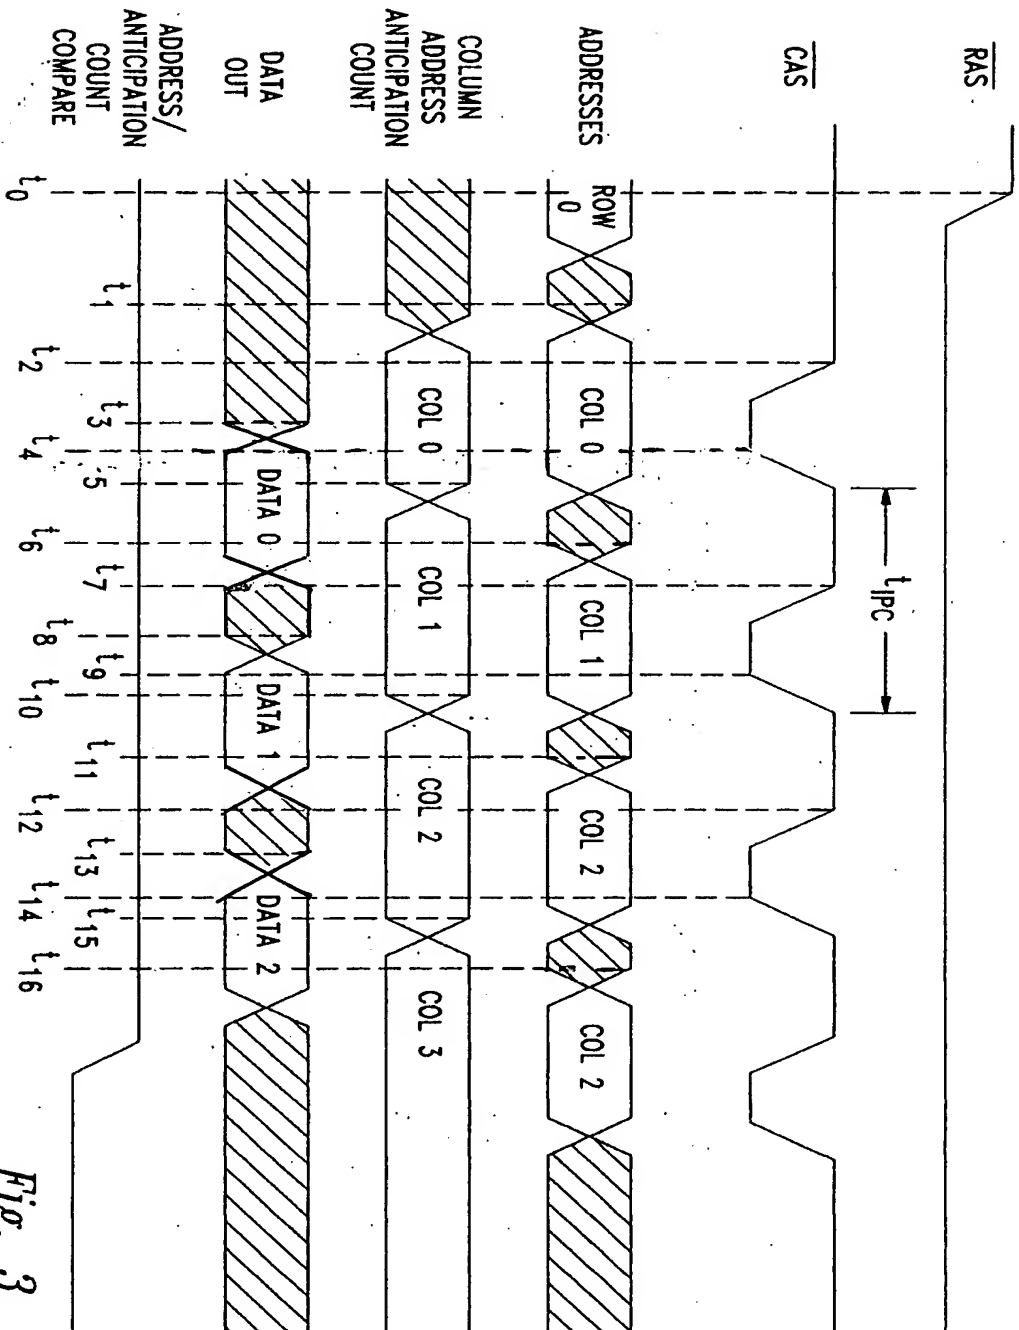 RAS
CAS
t_IPC
ADDRESSES
ROW
0
COL 0
COL 1
COL 2
COL 2
COLUMN
ADDRESS
ANTICIPATION
COUNT
COL 0
COL 1
COL 2
COL 3
DATA
OUT
DATA 0
DATA 1
DATA 2
ADDRESS/
ANTICIPATION
COUNT
COMPARE
t0 t1 t2 t3 t4 5 t6 t7 t8 t9 t10 t11 t12 t13 t14 t15 t16
Fig. 3